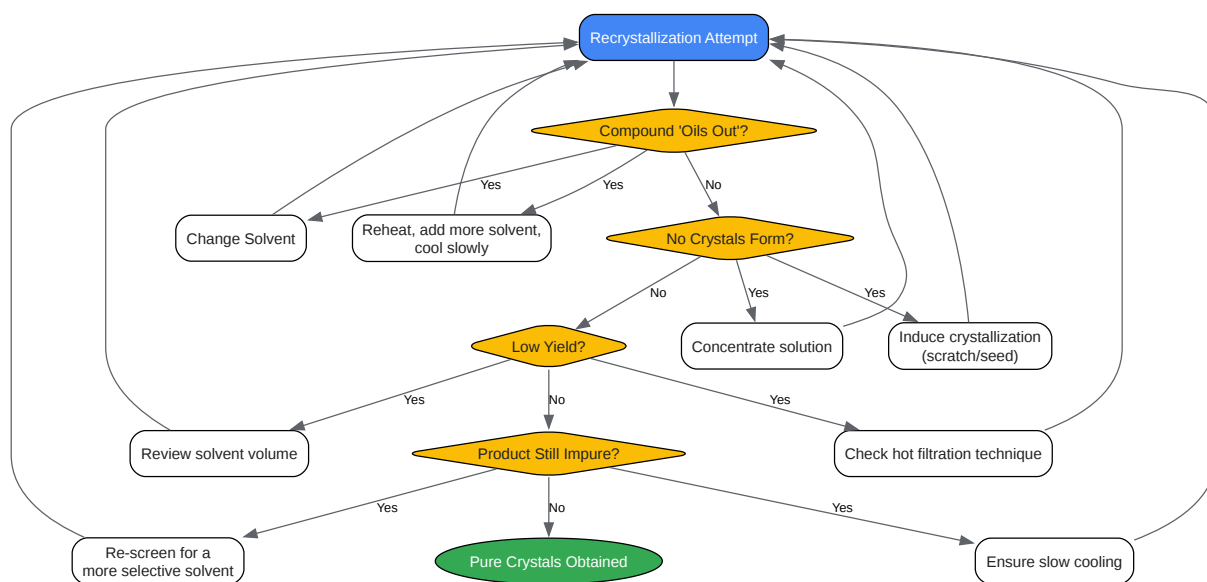 Recrystallization Attempt
Compound 'Oils Out'?
Yes
Yes
No
Change Solvent
Reheat, add more solvent,
cool slowly
No Crystals Form?
No
Yes
Yes
Low Yield?
Concentrate solution
Induce crystallization
(scratch/seed)
Yes
No
Yes
Review solvent volume
Product Still Impure?
Check hot filtration technique
Yes
No
Yes
Re-screen for a
more selective solvent
Pure Crystals Obtained
Ensure slow cooling